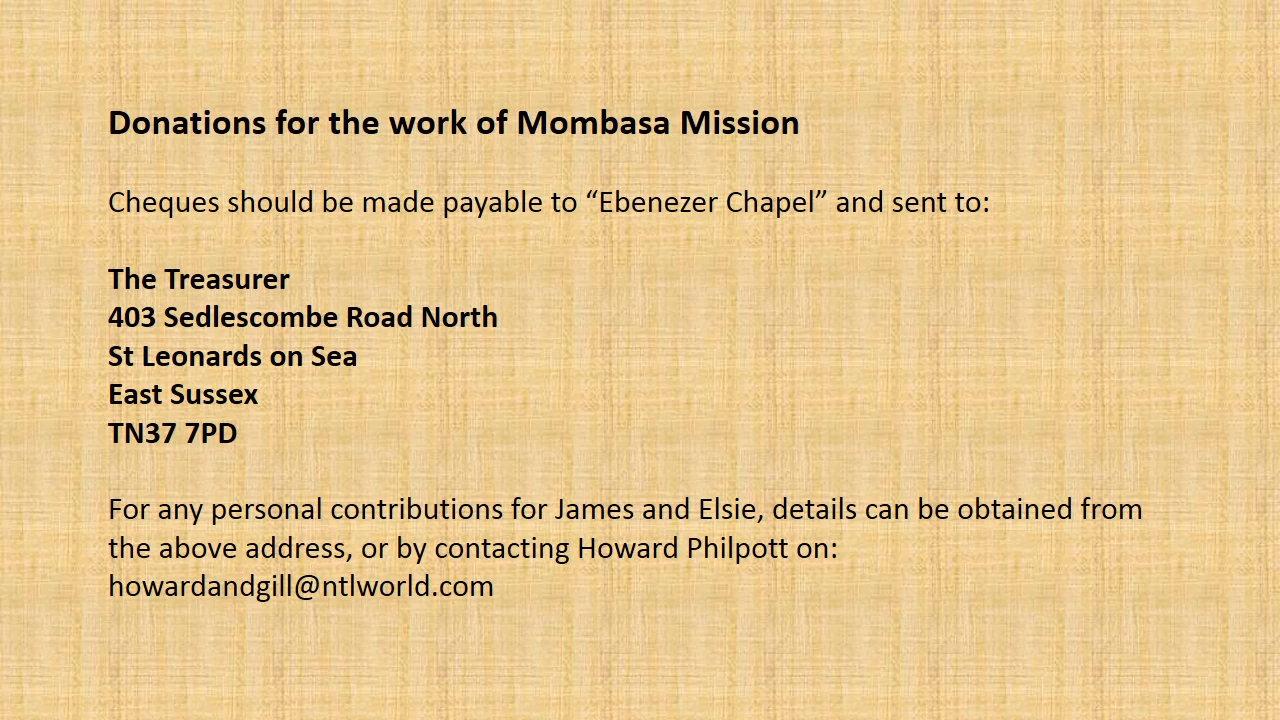 Donations for the work of Mombasa Mission
Cheques should be made payable to “Ebenezer Chapel” and sent to:
The Treasurer
403 Sedlescombe Road North
St Leonards on Sea
East Sussex
TN37 7PD
For any personal contributions for James and Elsie, details can be obtained from
the above address, or by contacting Howard Philpott on:
howardandgill@ntlworld.com